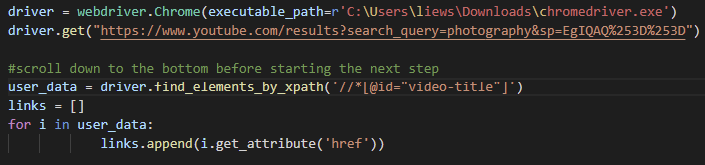 driver = webdriver.Chrome(executable_path=r'C:\Users\liews\Downloads\chromedriver.exe')
driver.get("https://www.youtube.com/results?search_query=photography&sp=EgIQAQ%253D%253D")
#scroll down to the bottom before starting the next step
user_data = driver.find_elements_by_xpath('//*[@id="video-title"]')
links = []
for i in user_data:
links.append(i.get_attribute('href'))